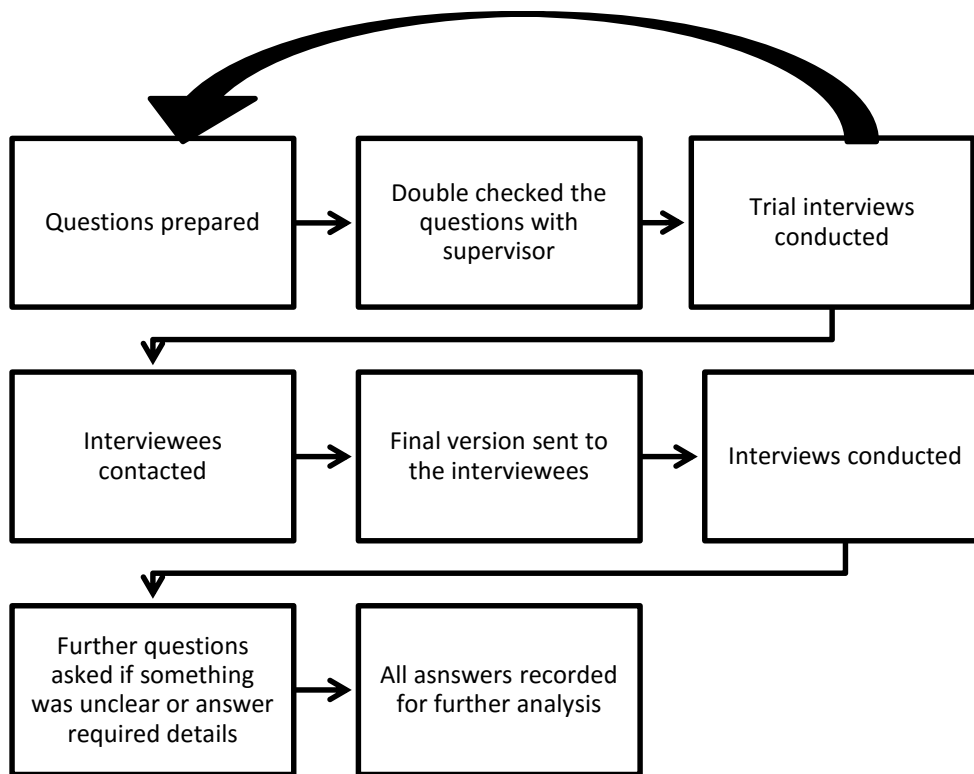 Questions prepared
Double checked the
questions with
supervisor
Trial interviews
conducted
Interviewees
contacted
Final version sent to
the interviewees
Interviews conducted
Further questions
asked if something
was unclear or answer
required details
All asnswers recorded
for further analysis